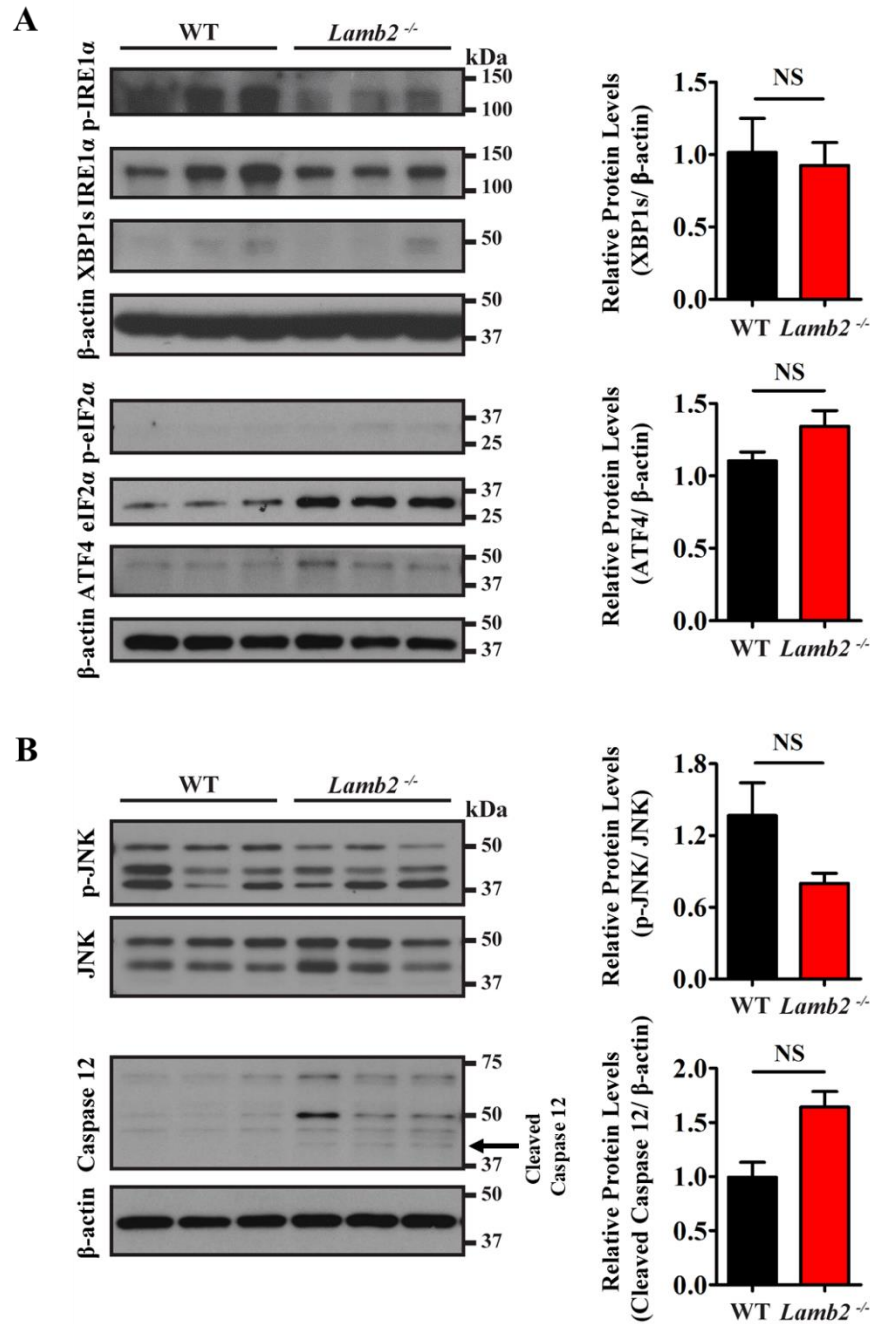 A
WT Lamb2 -/-
kDa
p-IRE1α 150
100
IRE1α 150
100
XBP1s 50
β-actin 50
37
p-eIF2α 37
25
eIF2α 37
25
ATF4 50
37
β-actin 50
37
Relative Protein Levels
(XBP1s/ β-actin)
NS
1.5
1.0
0.5
0.0
WT Lamb2 -/-
Relative Protein Levels
(ATF4/ β-actin)
NS
1.5
1.0
0.5
0.0
WT Lamb2 -/-
B
WT Lamb2 -/-
kDa
p-JNK 50
37
JNK 50
37
Caspase 12 75
50
37
Cleaved
Caspase 12
β-actin 50
37
Relative Protein Levels
(p-JNK/ JNK)
NS
1.8
1.2
0.6
0.0
WT Lamb2 -/-
Relative Protein Levels
(Cleaved Caspase 12/ β-actin)
NS
2.0
1.5
1.0
0.5
0.0
WT Lamb2 -/-